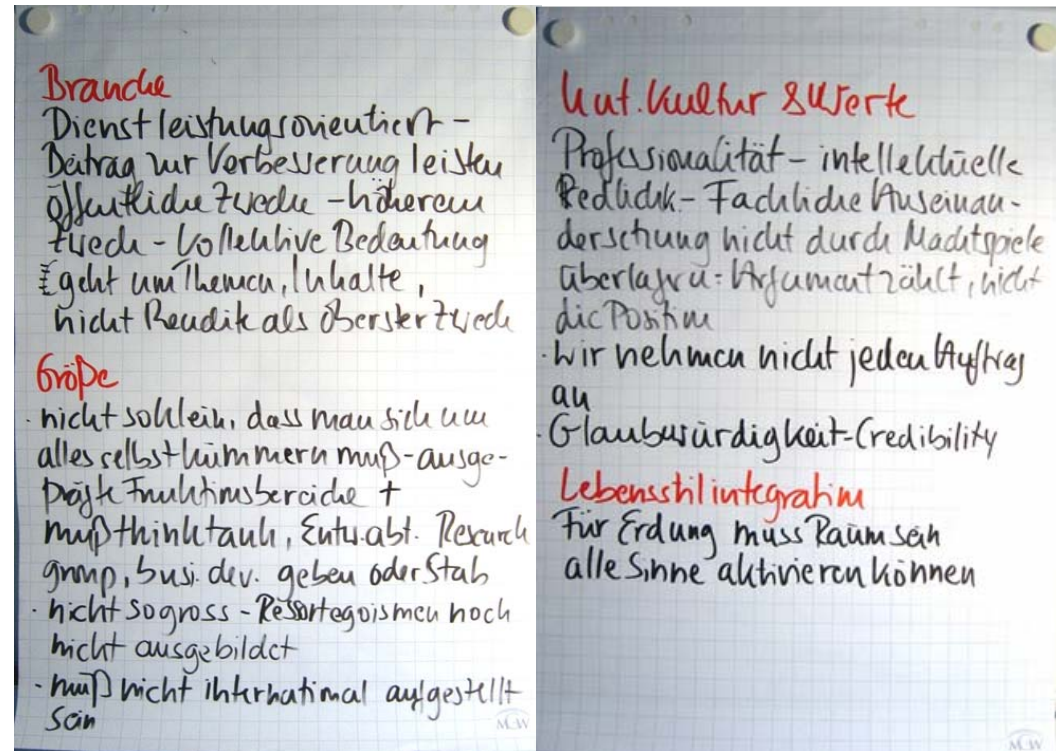 Branche
Dienstleistungsorientiert -
Beitrag zur Verbesserung leisten
öffentliche Zwecke - höherem
Zweck - Kollektive Bedeutung
Es geht um Themen, Inhalte,
nicht Rendite als oberster Zweck
Größe
· nicht so klein, dass man sich um
alles selbst kümmern muß - ausge-
prägte Funktionsbereiche +
muß thinktank, Entw.abt. Research
group, busi. dev. geben oder Stab
· nicht so gross - Ressortegoismen noch
nicht ausgebildet
· muß nicht international aufgestellt
sein
MCW
Unt. Kultur & Werte
Professionalität - intellektuelle
Redlichk - Fachliche Auseinan-
dersetzung nicht durch Machtspiele
überlagern: Argument zählt, nicht
die Position
· Wir nehmen nicht jeden Auftrag
an
· Glaubwürdigkeit - Credibility
Lebensstilintegration
Für Erdung muss Raum sein
alle Sinne aktivieren können
MCW